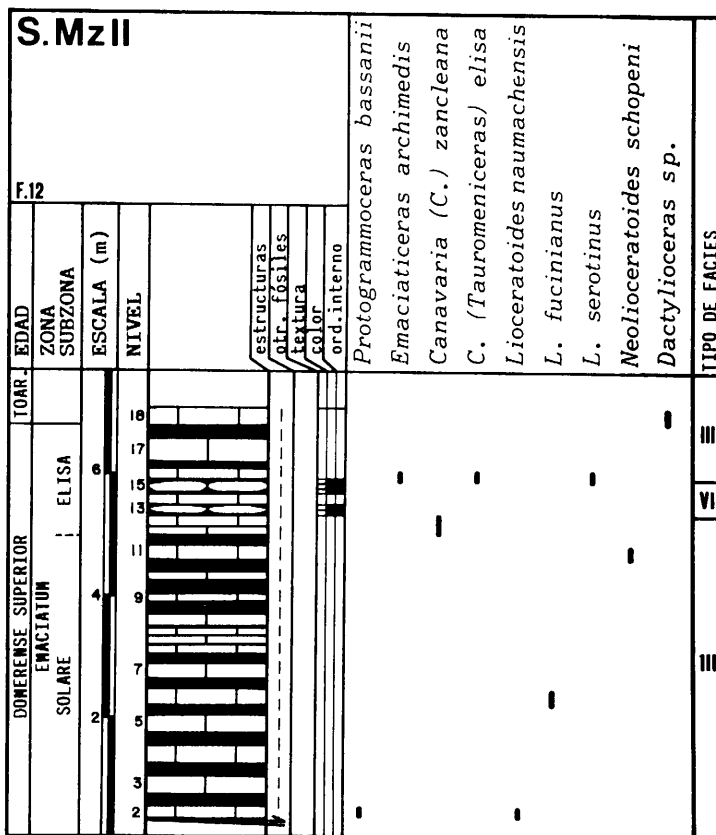 S.MzII
F.12
EDAD
ZONA
SUBZONA
ESCALA (m)
NIVEL
estructuras
otr. fósiles
textura
color
ord.interno
Protogrammoceras bassanii
Emaciaticeras archimedis
Canavaria (C.) zancleana
C. (Tauromeniceras) elisa
Lioceratoides naumachensis
L. fucinianus
L. serotinus
Neolioceratoides schopeni
Dactylioceras sp.
TIPO DE FACIES
TOAR.
DOMERENSE SUPERIOR
EMACIATUM
ELISA
SOLARE
6
4
2
18
17
15
13
11
9
7
5
3
2
III
VI
III